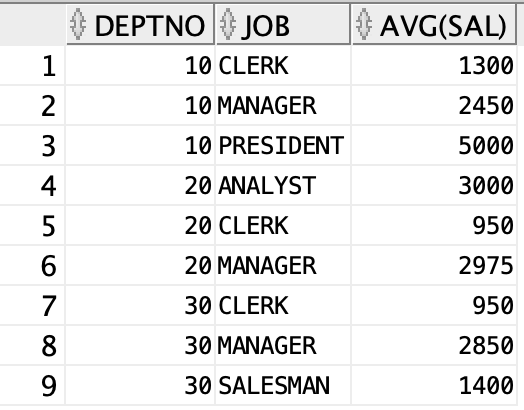 DEPTNO JOB AVG(SAL)
1 10 CLERK 1300
2 10 MANAGER 2450
3 10 PRESIDENT 5000
4 20 ANALYST 3000
5 20 CLERK 950
6 20 MANAGER 2975
7 30 CLERK 950
8 30 MANAGER 2850
9 30 SALESMAN 1400